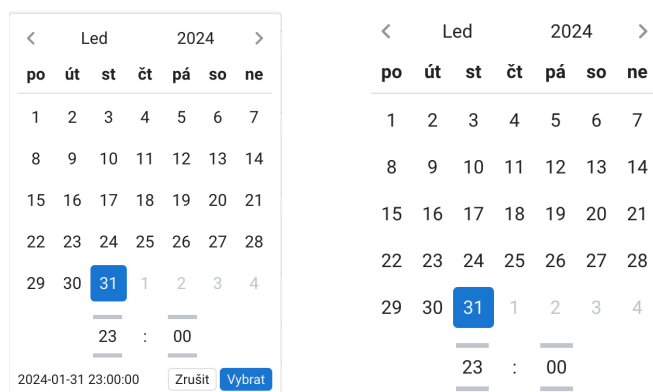 Led 2024
po út st čt pá so ne
1 2 3 4 5 6 7
8 9 10 11 12 13 14
15 16 17 18 19 20 21
22 23 24 25 26 27 28
29 30 31 1 2 3 4
23 : 00
2024-01-31 23:00:00 Zrušit Vybrat
Led 2024
po út st čt pá so ne
1 2 3 4 5 6 7
8 9 10 11 12 13 14
15 16 17 18 19 20 21
22 23 24 25 26 27 28
29 30 31 1 2 3 4
23 : 00